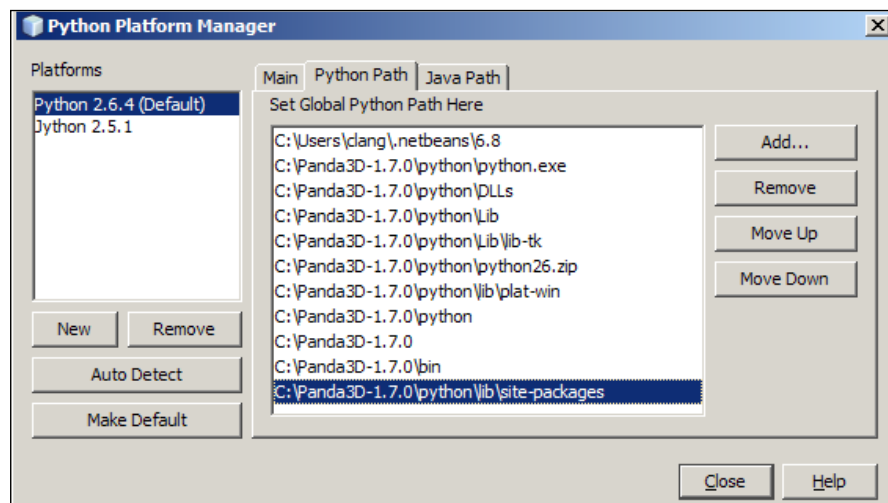 Python Platform Manager
Platforms
Python 2.6.4 (Default)
Jython 2.5.1
New
Remove
Auto Detect
Make Default
Main
Python Path
Java Path
Set Global Python Path Here
C:\Users\clang\.netbeans\6.8
C:\Panda3D-1.7.0\python\python.exe
C:\Panda3D-1.7.0\python\DLLs
C:\Panda3D-1.7.0\python\Lib
C:\Panda3D-1.7.0\python\Lib\lib-tk
C:\Panda3D-1.7.0\python\python26.zip
C:\Panda3D-1.7.0\python\lib\plat-win
C:\Panda3D-1.7.0\python
C:\Panda3D-1.7.0
C:\Panda3D-1.7.0\bin
C:\Panda3D-1.7.0\python\lib\site-packages
Add...
Remove
Move Up
Move Down
Close
Help